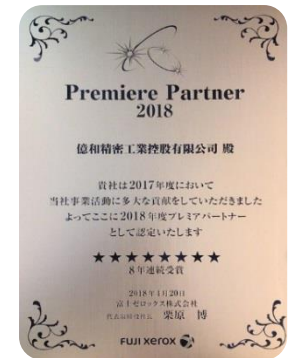 Premiere Partner
2018
億和精密工業控股有限公司 殿
貴社は2017年度において
当社事業活動に多大な貢献をしていただきました
よってここに2018年度プレミアパートナー
として認定いたします
★★★★★★★★
8年連続受賞
2018年4月20日
富士ゼロックス株式会社
代表取締役社長 栗原 博
FUJI xerox